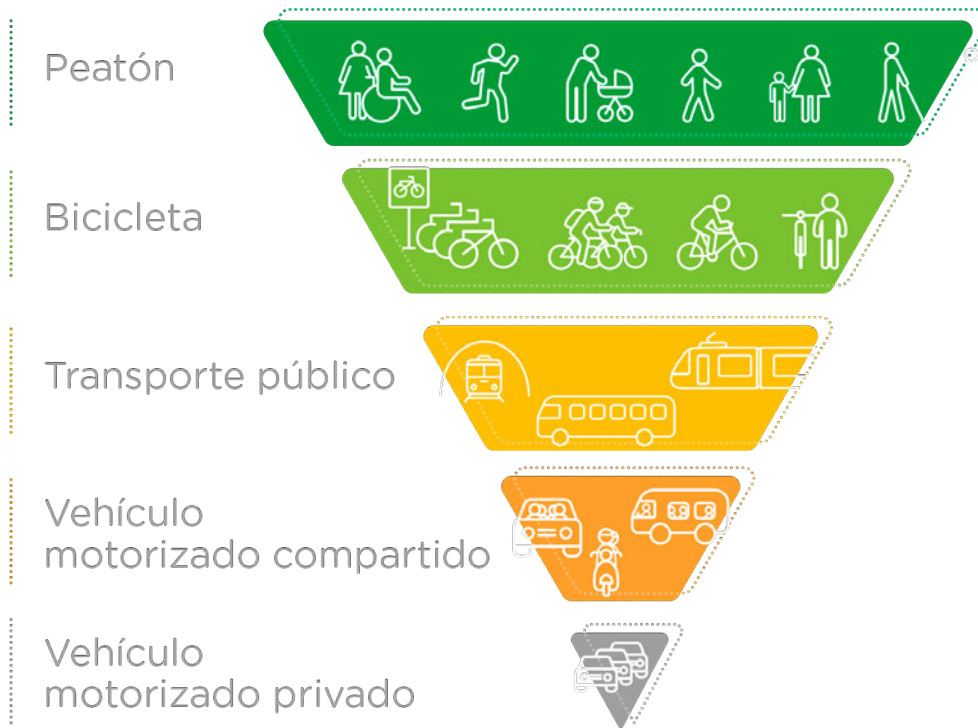 Peatón
Bicicleta
Transporte público
Vehículo
motorizado compartido
Vehículo
motorizado privado